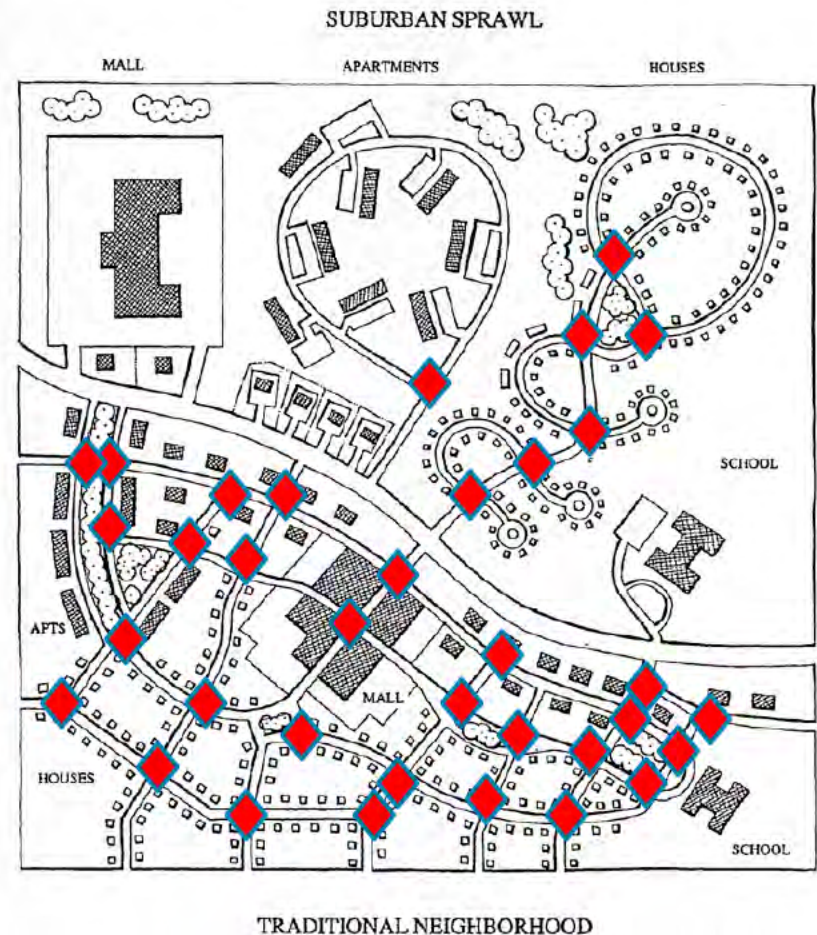 SUBURBAN SPRAWL
MALL
APARTMENTS
HOUSES
SCHOOL
APTS
MALL
HOUSES
SCHOOL
TRADITIONAL NEIGHBORHOOD